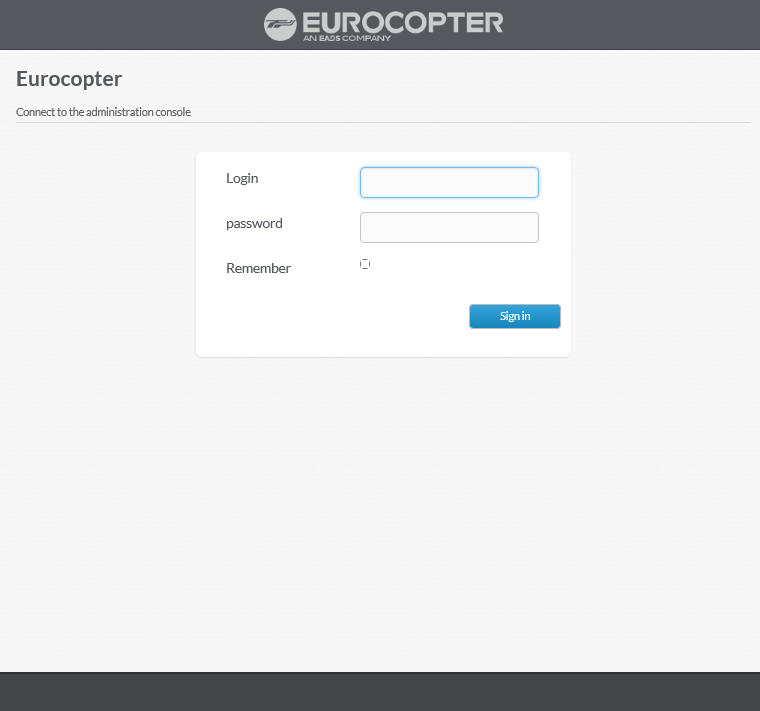 EUROCOPTER
AN EADS COMPANY
Eurocopter
Connect to the administration console
Login
password
Remember
Sign in